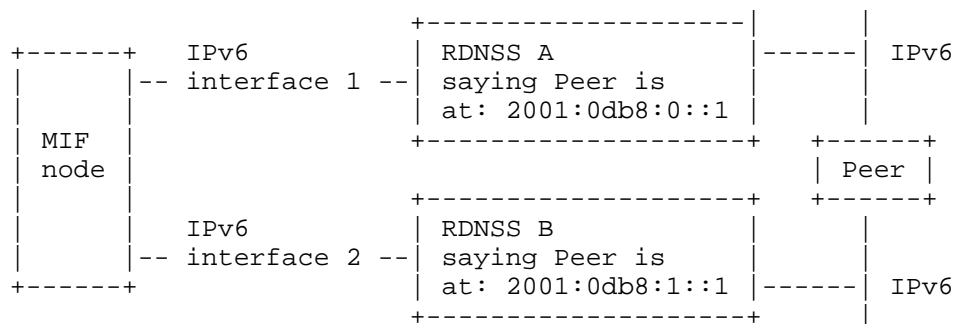 IPv6 RDNSS A IPv6
interface 1 saying Peer is
at: 2001:0db8:0::1
MIF
node Peer
IPv6 RDNSS B
interface 2 saying Peer is
at: 2001:0db8:1::1 IPv6